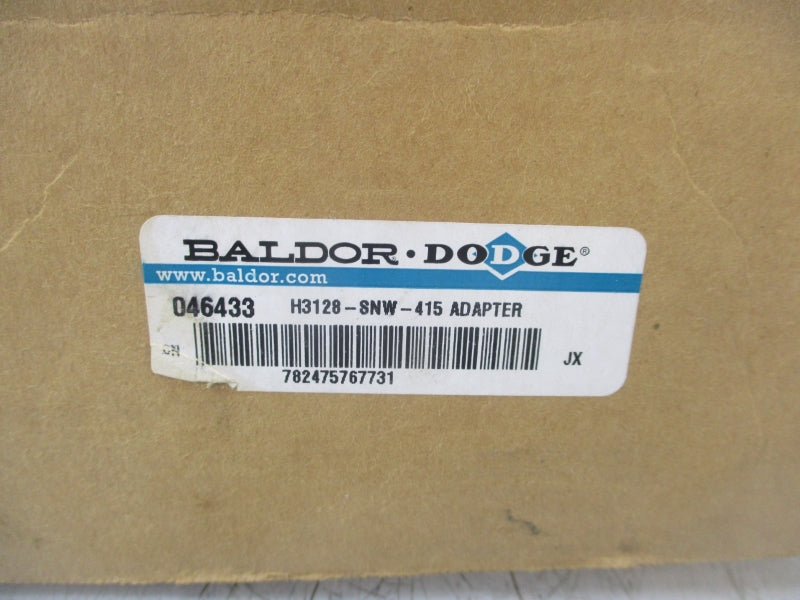 BALDOR · DODGE®
www.baldor.com
046433 H3128-SNW-415 ADAPTER
JX
782475767731